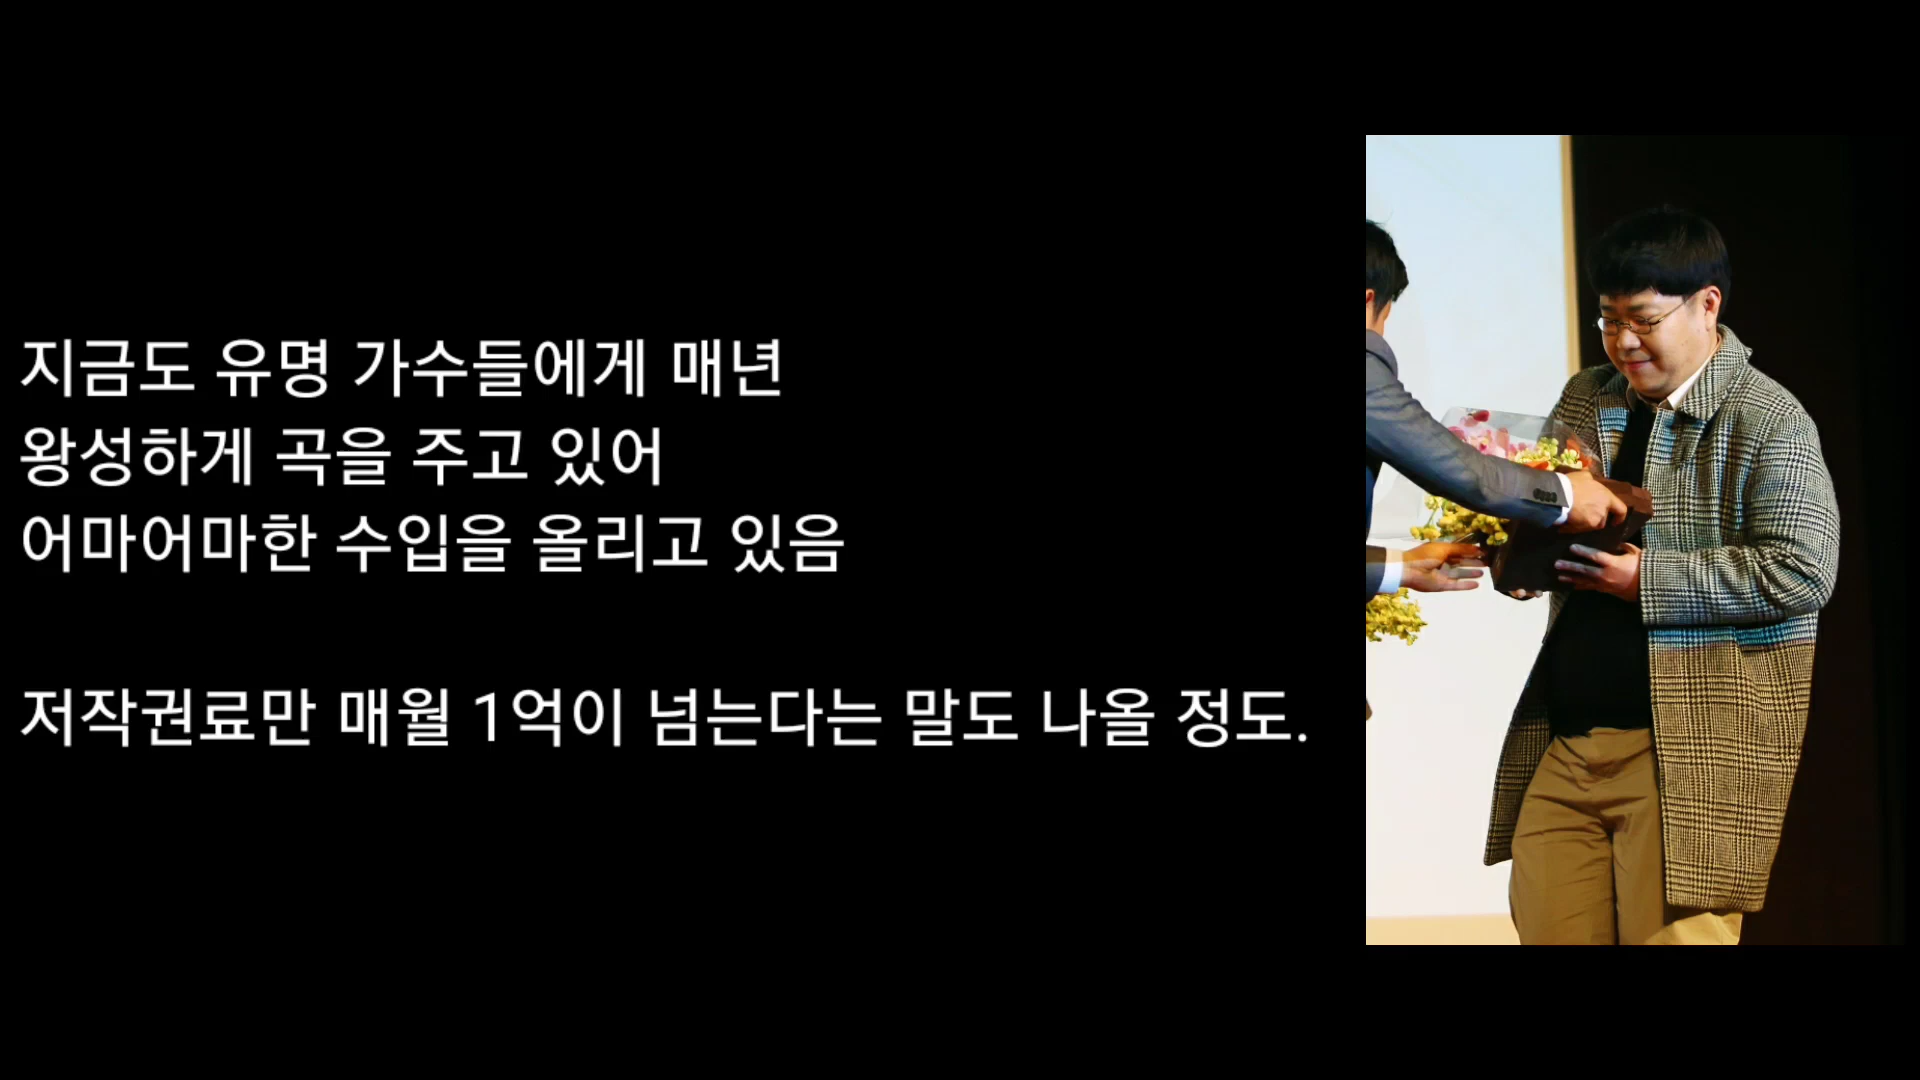 지금도 유명 가수들에게 매년
왕성하게 곡을 주고 있어
어마어마한 수입을 올리고 있음
저작권료만 매월 1억이 넘는다는 말도 나올 정도.